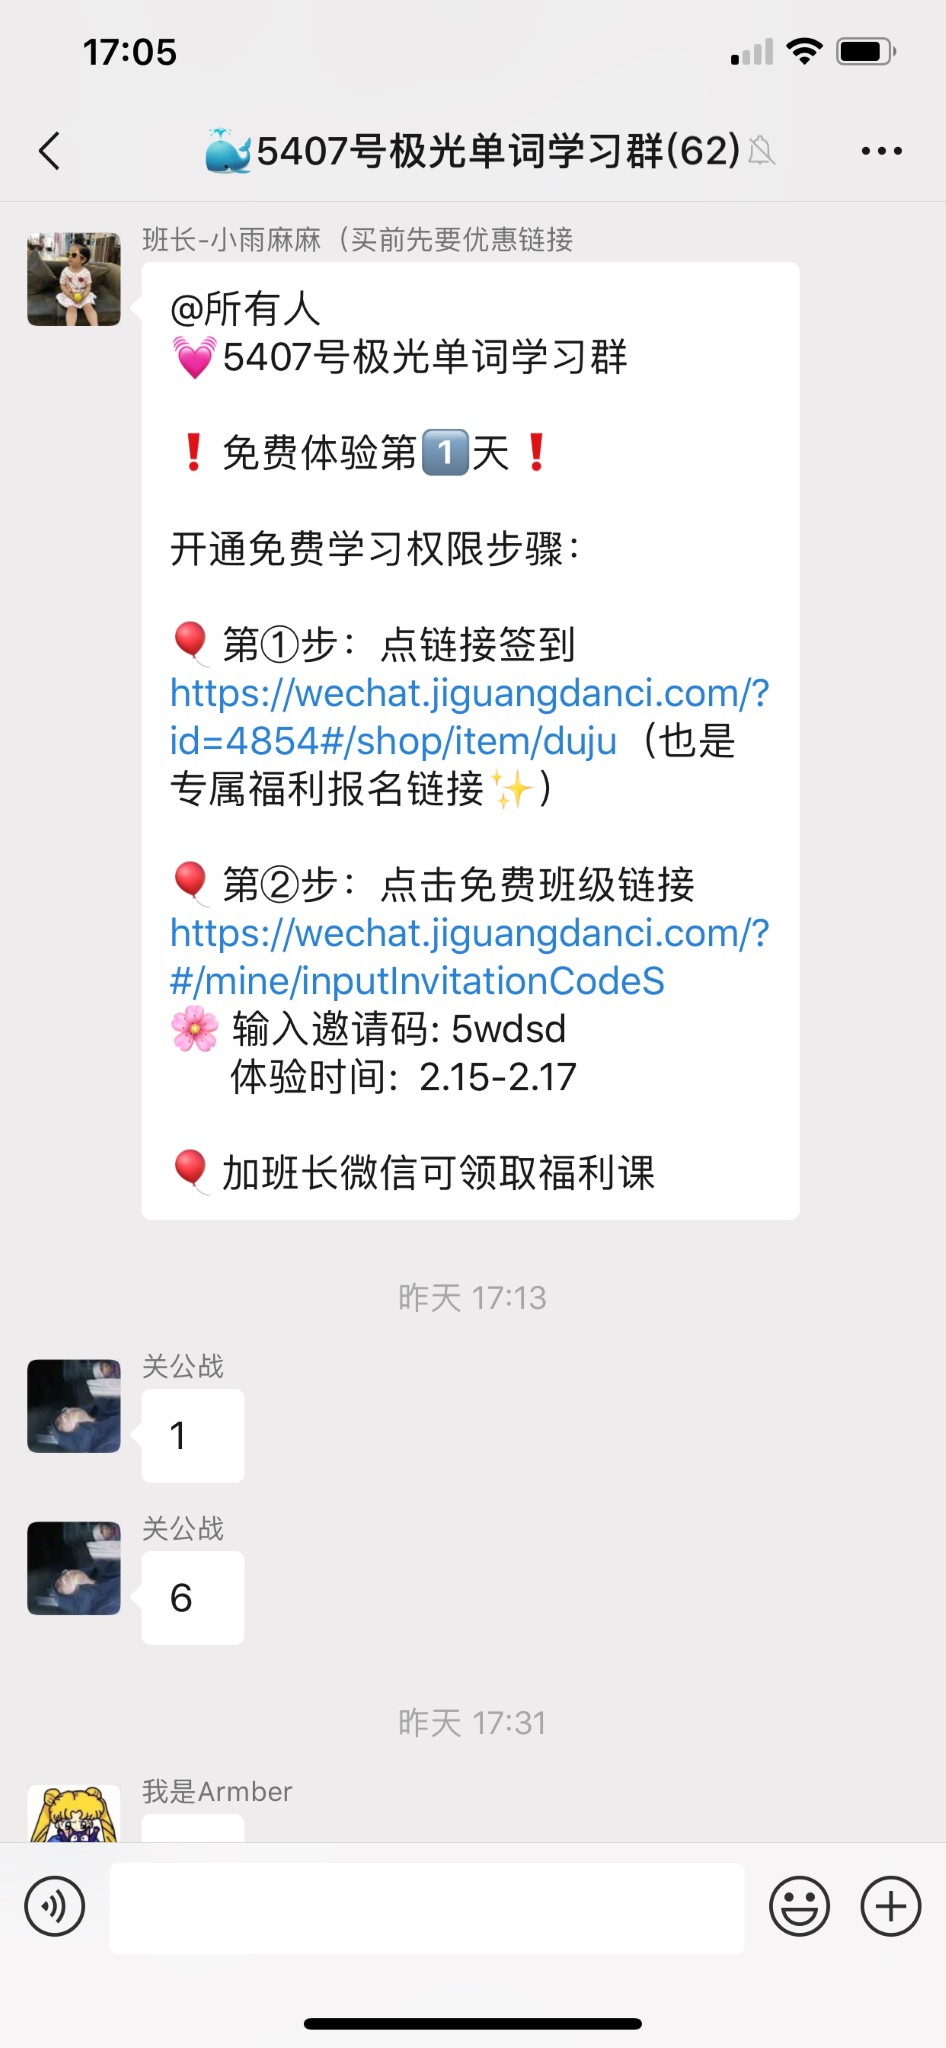 17:05
🐳5407号极光单词学习群(62)
班长-小雨麻麻（买前先要优惠链接
@所有人
💓5407号极光单词学习群
❗免费体验第1️⃣天❗
开通免费学习权限步骤：
🎈第①步：点链接签到
https://wechat.jiguangdanci.com/?
id=4854#/shop/item/duju（也是
专属福利报名链接✨）
🎈第②步：点击免费班级链接
https://wechat.jiguangdanci.com/?
#/mine/inputInvitationCodeS
🌸 输入邀请码: 5wdsd
体验时间：2.15-2.17
🎈加班长微信可领取福利课
昨天 17:13
关公战
1
关公战
6
昨天 17:31
我是Armber